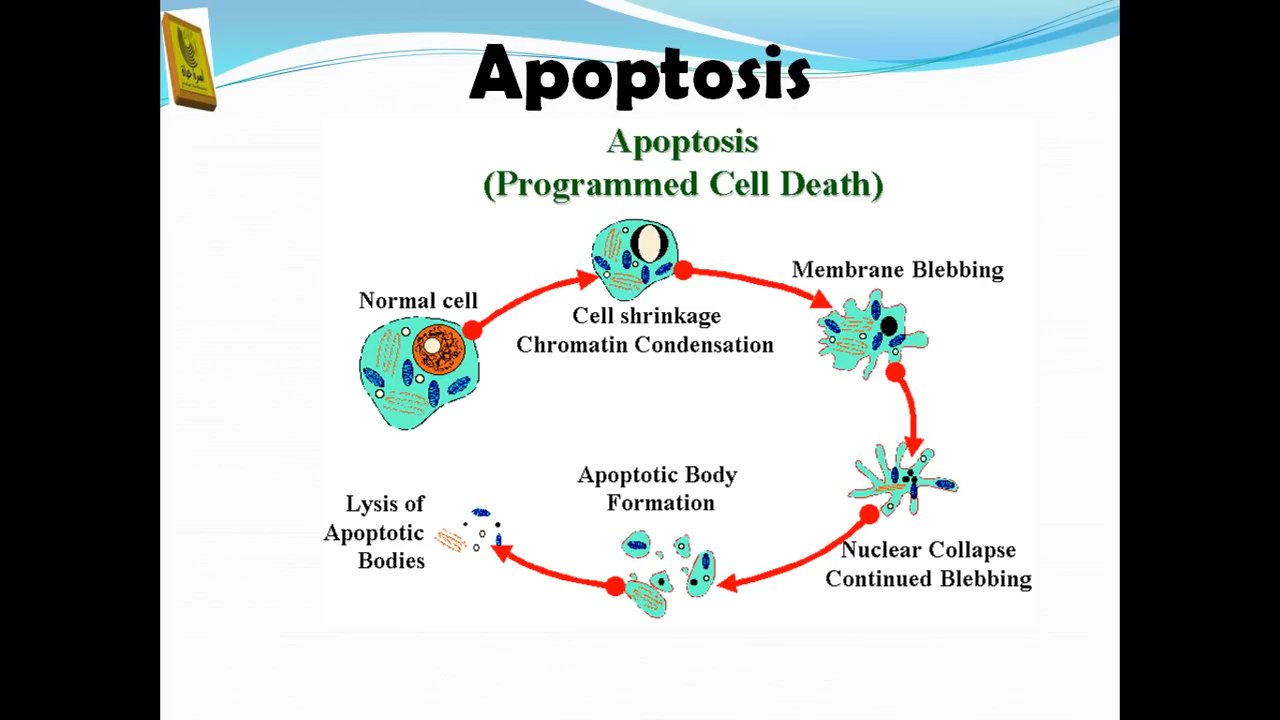 Apoptosis
Apoptosis
(Programmed Cell Death)
Normal cell
Cell shrinkage
Chromatin Condensation
Membrane Blebbing
Nuclear Collapse
Continued Blebbing
Apoptotic Body
Formation
Lysis of
Apoptotic
Bodies